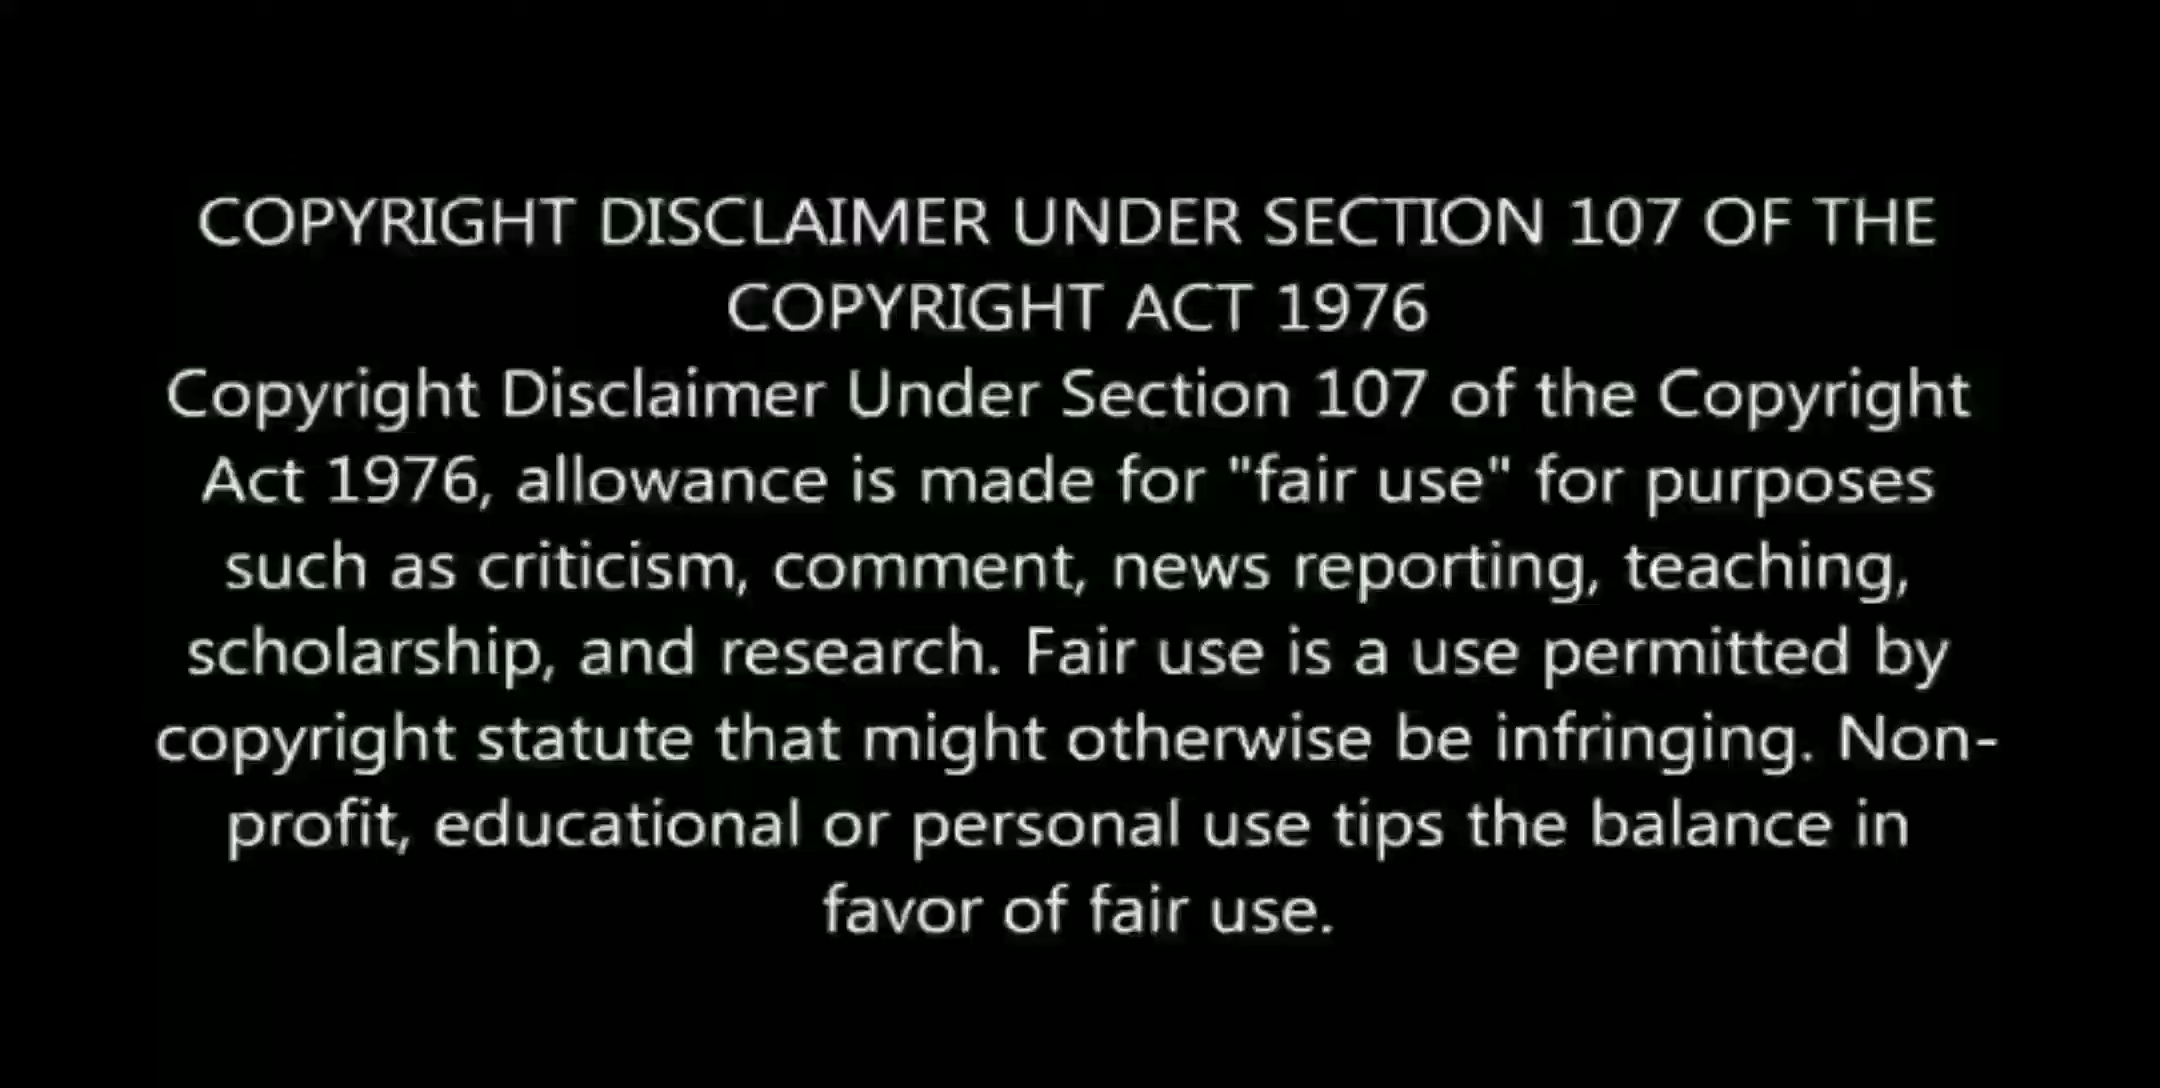 COPYRIGHT DISCLAIMER UNDER SECTION 107 OF THE
COPYRIGHT ACT 1976
Copyright Disclaimer Under Section 107 of the Copyright
Act 1976, allowance is made for "fair use" for purposes
such as criticism, comment, news reporting, teaching,
scholarship, and research. Fair use is a use permitted by
copyright statute that might otherwise be infringing. Non-
profit, educational or personal use tips the balance in
favor of fair use.